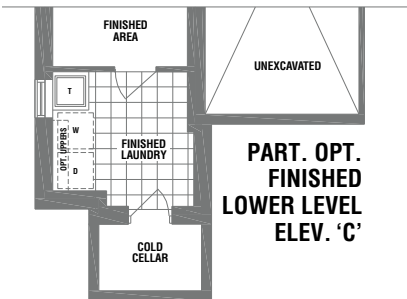 FINISHED
AREA
UNEXCAVATED
T
W
OPT. UPPERS
D
FINISHED
LAUNDRY
PART. OPT.
FINISHED
LOWER LEVEL
ELEV. ‘C’
COLD
CELLAR